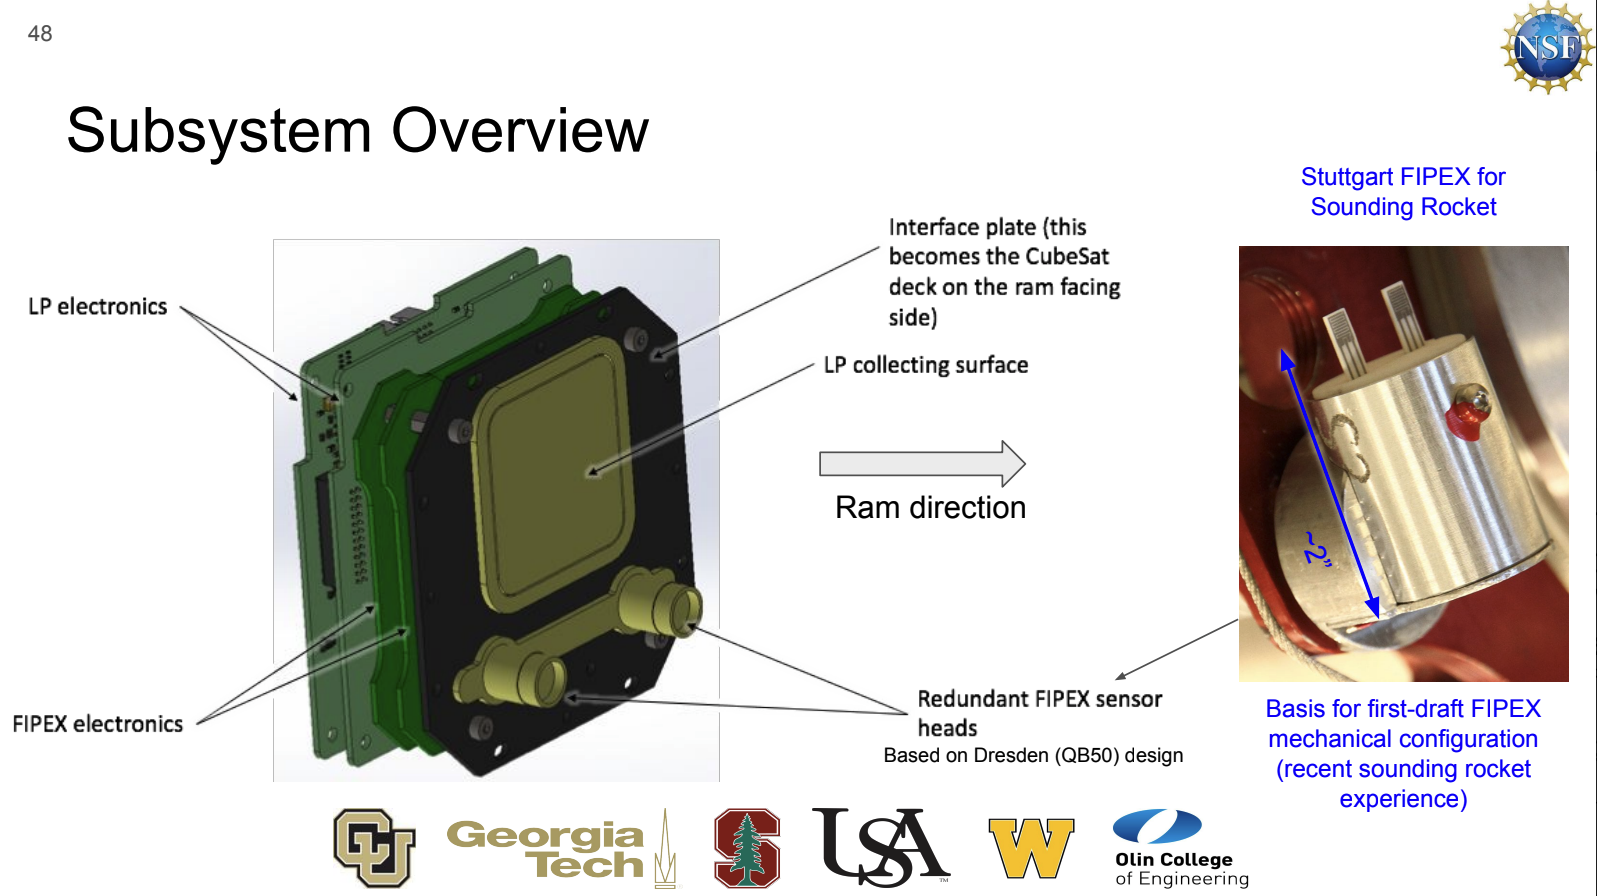 48
NSF
Subsystem Overview
Stuttgart FIPEX for
Sounding Rocket
Interface plate (this
becomes the CubeSat
deck on the ram facing
side)
LP electronics
LP collecting surface
Ram direction
~2”
FIPEX electronics
Redundant FIPEX sensor
heads
Based on Dresden (QB50) design
Basis for first-draft FIPEX
mechanical configuration
(recent sounding rocket
experience)
CU
Georgia
Tech
S
USA
TM
W
Olin College
of Engineering